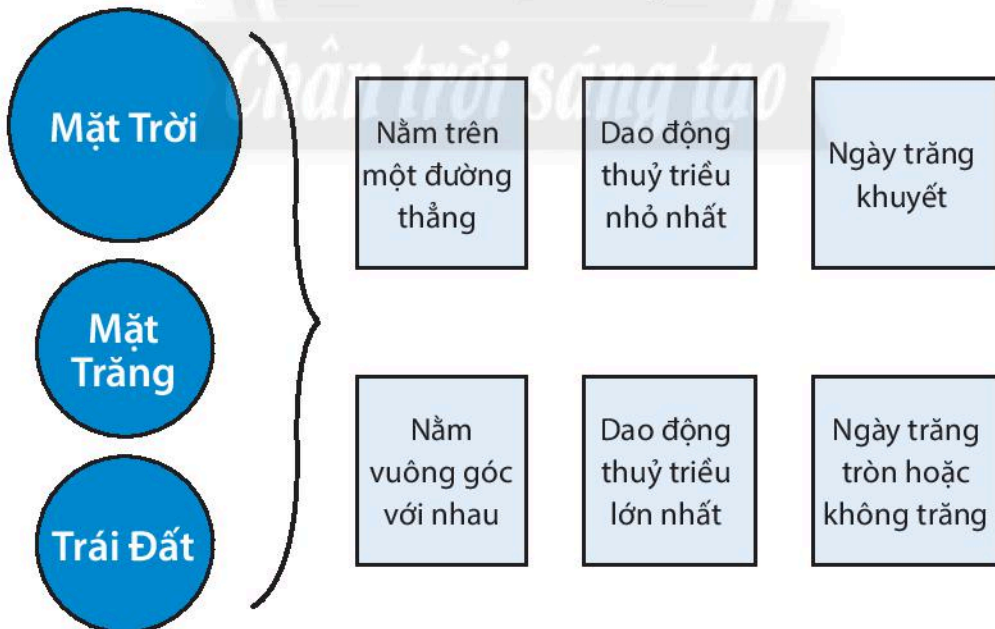 Chân trời sáng tạo
Mặt Trời
Mặt
Trăng
Trái Đất
Nằm trên
một đường
thẳng
Dao động
thuỷ triều
nhỏ nhất
Ngày trăng
khuyết
Nằm
vuông góc
với nhau
Dao động
thuỷ triều
lớn nhất
Ngày trăng
tròn hoặc
không trăng